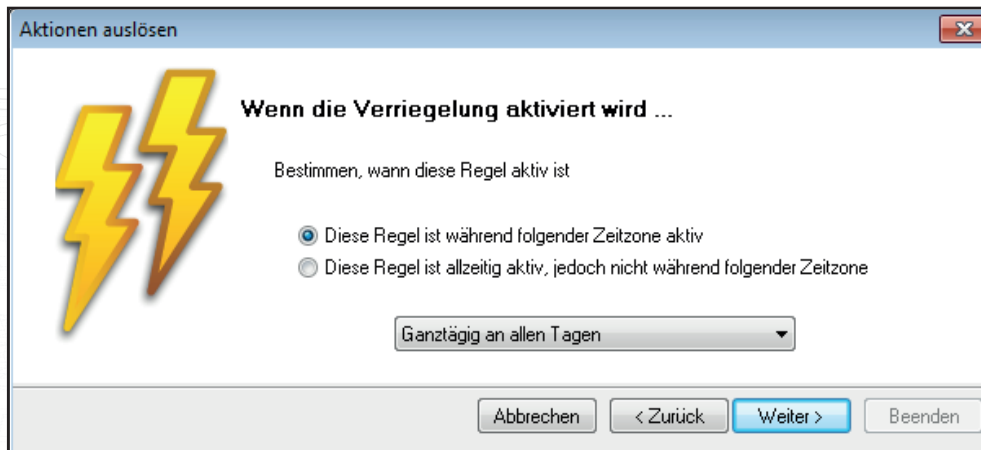 Aktionen auslösen
Wenn die Verriegelung aktiviert wird ...
Bestimmen, wann diese Regel aktiv ist
Diese Regel ist während folgender Zeitzone aktiv
Diese Regel ist allzeitig aktiv, jedoch nicht während folgender Zeitzone
Ganztägig an allen Tagen
Abbrechen
< Zurück
Weiter >
Beenden